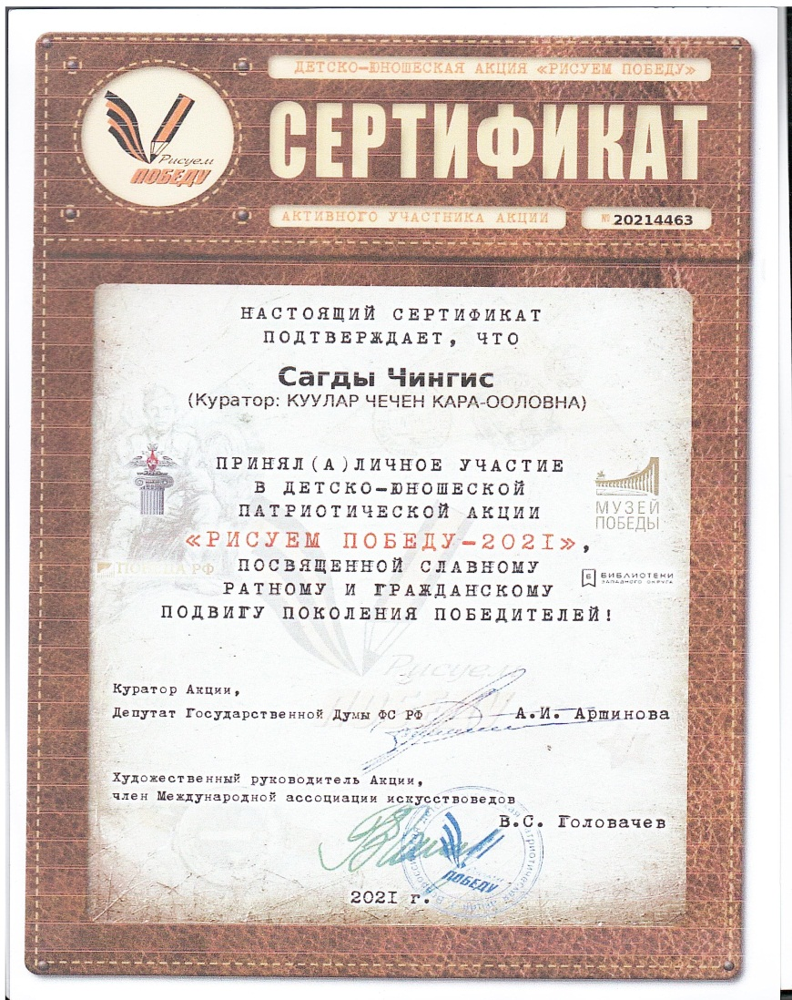 ДЕТСКО-ЮНОШЕСКАЯ АКЦИЯ «РИСУЕМ ПОБЕДУ»
СЕРТИФИКАТ
Рисуем
ПОБЕДУ
АКТИВНОГО УЧАСТНИКА АКЦИИ
№ 20214463
НАСТОЯЩИЙ СЕРТИФИКАТ
ПОДТВЕРЖДАЕТ, ЧТО
Сагды Чингис
(Куратор: КУУЛАР ЧЕЧЕН КАРА-ООЛОВНА)
ПРИНЯЛ(А)ЛИЧНОЕ УЧАСТИЕ
В ДЕТСКО-ЮНОШЕСКОЙ
ПАТРИОТИЧЕСКОЙ АКЦИИ
«РИСУЕМ ПОБЕДУ-2021»,
ПОСВЯЩЕННОЙ СЛАВНОМУ
РАТНОМУ И ГРАЖДАНСКОМУ
ПОДВИГУ ПОКОЛЕНИЯ ПОБЕДИТЕЛЕЙ!
МУЗЕЙ
ПОБЕДЫ
ПОБЕДА.РФ
БИБЛИОТЕКИ
ЗАПАДНОГО ОКРУГА
Рисуем
Куратор Акции,
Депутат Государственной Думы ФС РФ А.И. Аршинова
Художественный руководитель Акции,
член Международной ассоциации искусствоведов
В.С. Головачев
ПОБЕДУ
2021 г.